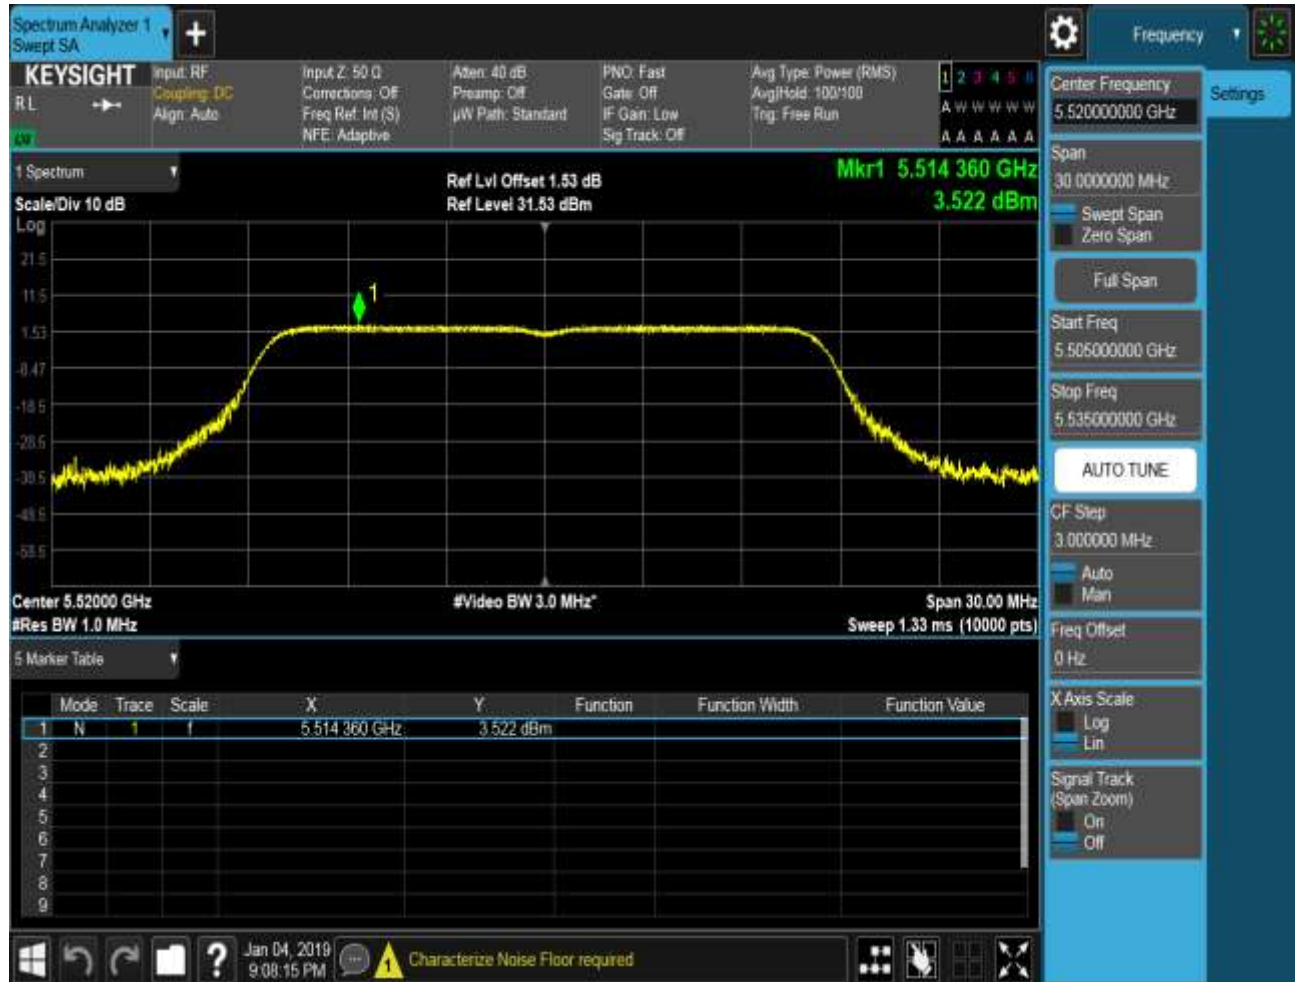 Spectrum Analyzer 1
Swept SA
Frequency
KEYSIGHT
R L
Input: RF
Coupling: DC
Align: Auto
Input Z: 50 Ω
Corrections: Off
Freq Ref: Int (S)
NFE: Adaptive
Atten: 40 dB
Preamp: Off
µW Path: Standard
PNO: Fast
Gate: Off
IF Gain: Low
Sig Track: Off
Avg Type: Power (RMS)
Avg|Hold: 100/100
Trig: Free Run
1 2 3 4 5 6
A W W W W W
A A A A A A
1 Spectrum
Scale/Div 10 dB
Ref Lvl Offset 1.53 dB
Ref Level 31.53 dBm
Mkr1 5.514 360 GHz
3.522 dBm
Log
21.5
11.5
1.53
-8.47
-18.5
-28.5
-38.5
-48.5
-58.5
1
Center 5.52000 GHz
#Res BW 1.0 MHz
#Video BW 3.0 MHz*
Span 30.00 MHz
Sweep 1.33 ms (10000 pts)
5 Marker Table
Mode Trace Scale X Y Function Function Width Function Value
1 N 1 f 5.514 360 GHz 3.522 dBm
2
3
4
5
6
7
8
9
Jan 04, 2019
9:08:15 PM
Characterize Noise Floor required
Settings
Center Frequency
5.520000000 GHz
Span
30.0000000 MHz
Swept Span
Zero Span
Full Span
Start Freq
5.505000000 GHz
Stop Freq
5.535000000 GHz
AUTO TUNE
CF Step
3.000000 MHz
Auto
Man
Freq Offset
0 Hz
X Axis Scale
Log
Lin
Signal Track
(Span Zoom)
On
Off